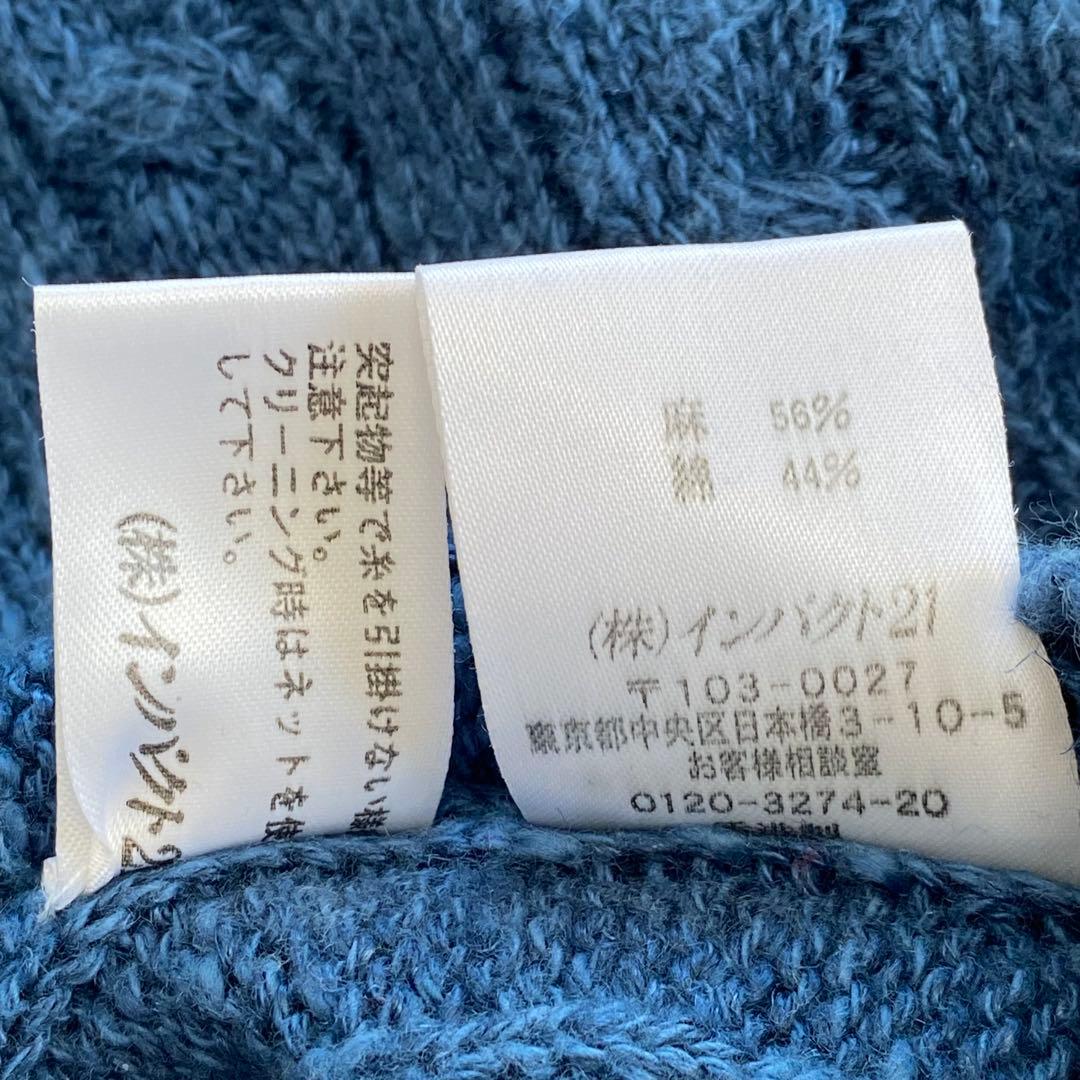 突起物等で糸を引掛けない様
注意下さい。
クリーニング時はネットを使
して下さい。
(株)インパクト2
麻 56%
綿 44%
(株)インパクト21
〒103-0027
東京都中央区日本橋3-10-5
お客様相談室
0120-3274-20